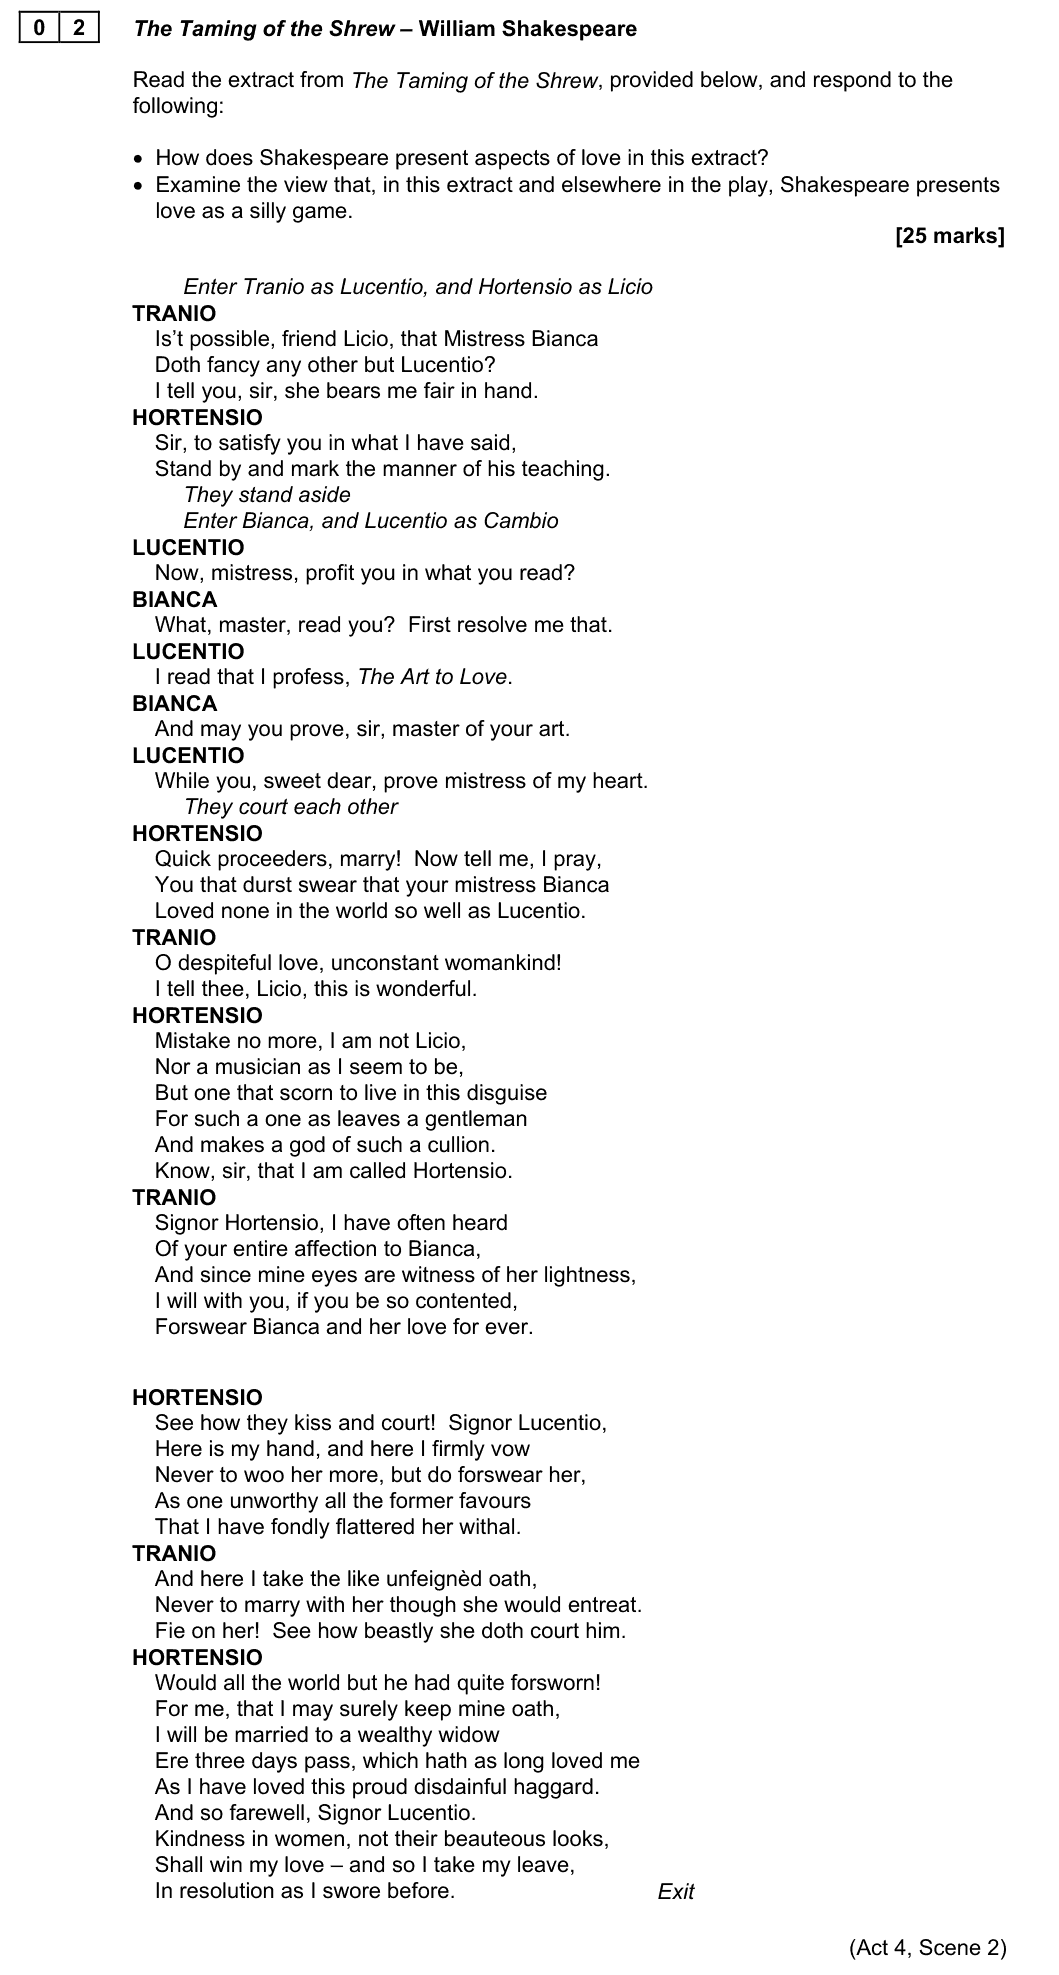 0 2 The Taming of the Shrew – William Shakespeare
Read the extract from The Taming of the Shrew, provided below, and respond to the
following:
• How does Shakespeare present aspects of love in this extract?
• Examine the view that, in this extract and elsewhere in the play, Shakespeare presents
love as a silly game.
[25 marks]
Enter Tranio as Lucentio, and Hortensio as Licio
TRANIO
Is’t possible, friend Licio, that Mistress Bianca
Doth fancy any other but Lucentio?
I tell you, sir, she bears me fair in hand.
HORTENSIO
Sir, to satisfy you in what I have said,
Stand by and mark the manner of his teaching.
They stand aside
Enter Bianca, and Lucentio as Cambio
LUCENTIO
Now, mistress, profit you in what you read?
BIANCA
What, master, read you? First resolve me that.
LUCENTIO
I read that I profess, The Art to Love.
BIANCA
And may you prove, sir, master of your art.
LUCENTIO
While you, sweet dear, prove mistress of my heart.
They court each other
HORTENSIO
Quick proceeders, marry! Now tell me, I pray,
You that durst swear that your mistress Bianca
Loved none in the world so well as Lucentio.
TRANIO
O despiteful love, unconstant womankind!
I tell thee, Licio, this is wonderful.
HORTENSIO
Mistake no more, I am not Licio,
Nor a musician as I seem to be,
But one that scorn to live in this disguise
For such a one as leaves a gentleman
And makes a god of such a cullion.
Know, sir, that I am called Hortensio.
TRANIO
Signor Hortensio, I have often heard
Of your entire affection to Bianca,
And since mine eyes are witness of her lightness,
I will with you, if you be so contented,
Forswear Bianca and her love for ever.
HORTENSIO
See how they kiss and court! Signor Lucentio,
Here is my hand, and here I firmly vow
Never to woo her more, but do forswear her,
As one unworthy all the former favours
That I have fondly flattered her withal.
TRANIO
And here I take the like unfeignèd oath,
Never to marry with her though she would entreat.
Fie on her! See how beastly she doth court him.
HORTENSIO
Would all the world but he had quite forsworn!
For me, that I may surely keep mine oath,
I will be married to a wealthy widow
Ere three days pass, which hath as long loved me
As I have loved this proud disdainful haggard.
And so farewell, Signor Lucentio.
Kindness in women, not their beauteous looks,
Shall win my love – and so I take my leave,
In resolution as I swore before. Exit
(Act 4, Scene 2)